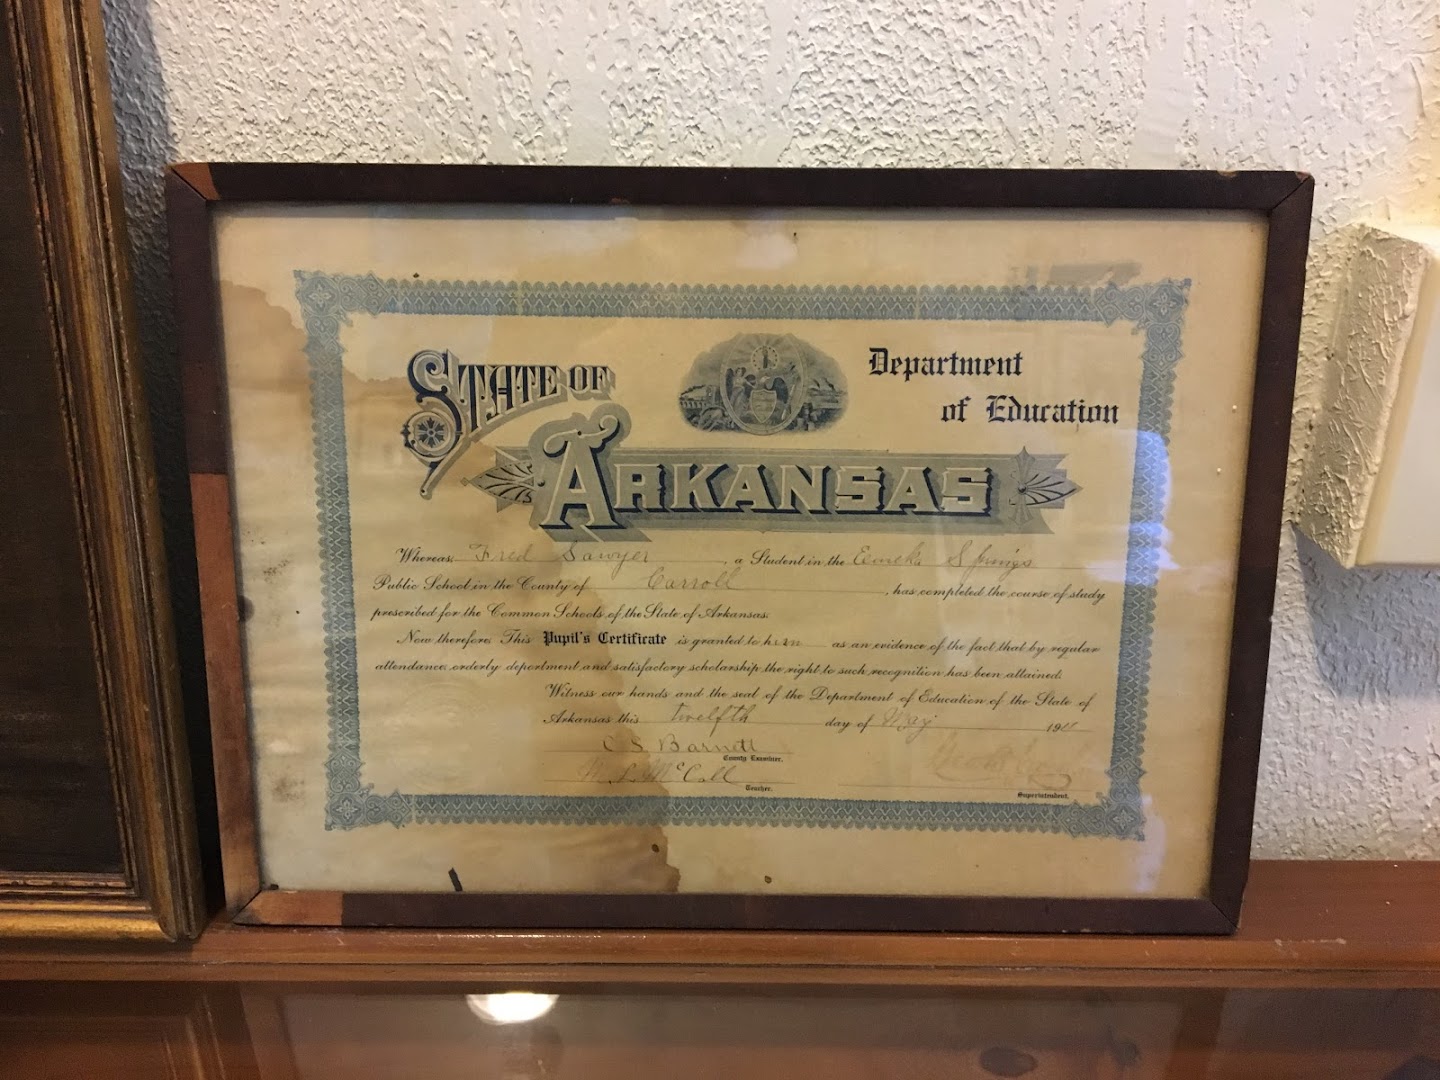 STATE OF
ARKANSAS
Department
of Education
Whereas, Fred Sawyer, a Student in the Eureka Springs
Public School in the County of Carroll, has completed the course of study
prescribed for the Common Schools of the State of Arkansas.
Now therefore, This Pupil's Certificate is granted to him as an evidence of the fact that by regular
attendance, orderly deportment and satisfactory scholarship the right to such recognition has been attained.
Witness our hands and the seal of the Department of Education of the State of
Arkansas this twelfth day of May
C S Barnett
County Examiner.
McCall
Teacher.
Superintendent.